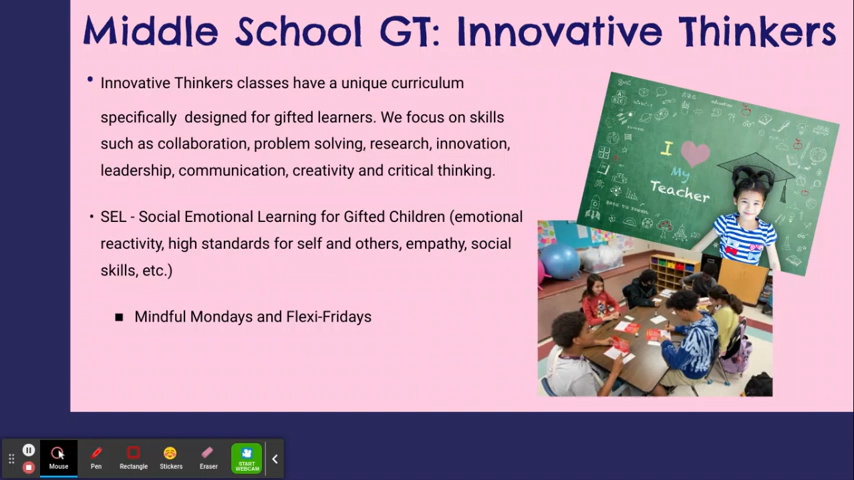 Middle School GT: Innovative Thinkers
• Innovative Thinkers classes have a unique curriculum
specifically designed for gifted learners. We focus on skills
such as collaboration, problem solving, research, innovation,
leadership, communication, creativity and critical thinking.
• SEL - Social Emotional Learning for Gifted Children (emotional
reactivity, high standards for self and others, empathy, social
skills, etc.)
■ Mindful Mondays and Flexi-Fridays
I
My
Teacher
Mouse
Pen
Rectangle
Stickers
Eraser
START
WEBCAM